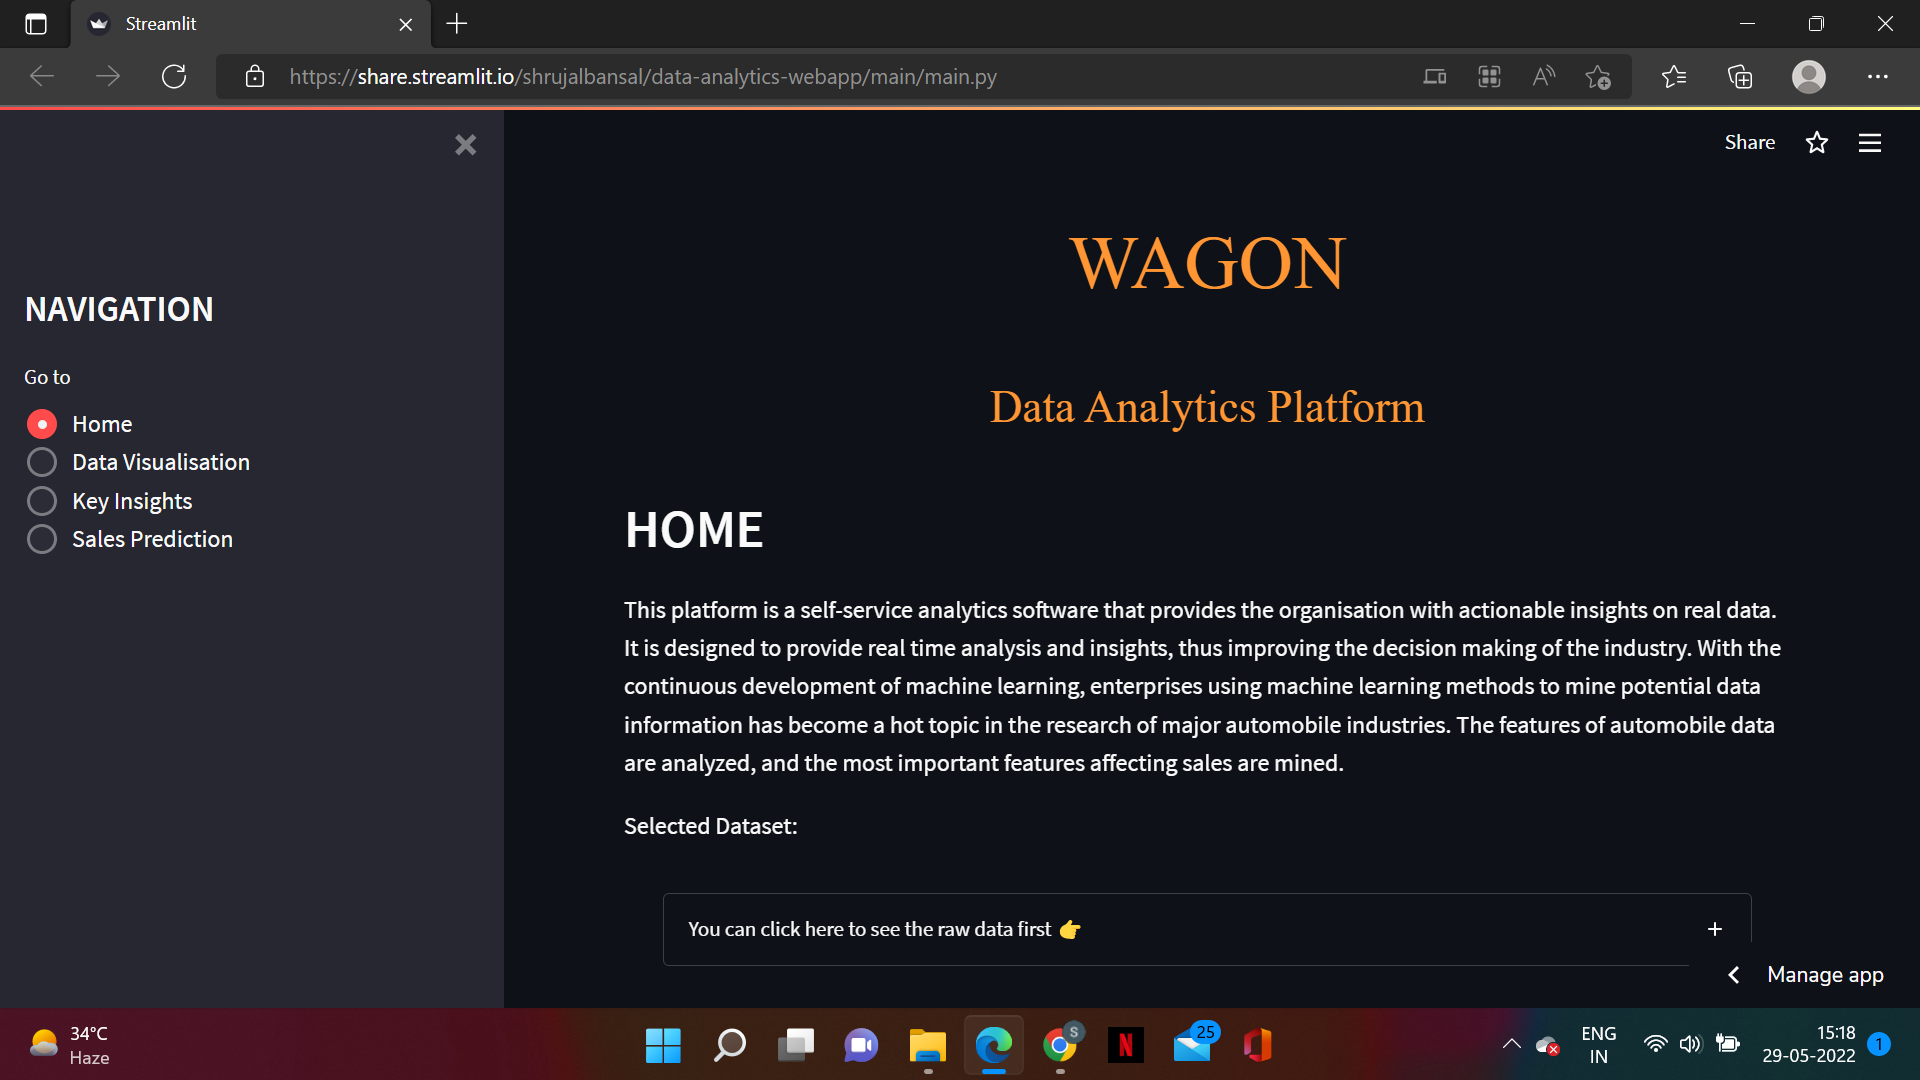 Streamlit
https://share.streamlit.io/shrujalbansal/data-analytics-webapp/main/main.py
Share
WAGON
Data Analytics Platform
NAVIGATION
Go to
Home
Data Visualisation
Key Insights
Sales Prediction
HOME
This platform is a self-service analytics software that provides the organisation with actionable insights on real data.
It is designed to provide real time analysis and insights, thus improving the decision making of the industry. With the
continuous development of machine learning, enterprises using machine learning methods to mine potential data
information has become a hot topic in the research of major automobile industries. The features of automobile data
are analyzed, and the most important features affecting sales are mined.
Selected Dataset:
You can click here to see the raw data first 👉
Manage app
34°C
Haze
S
N
25
ENG
IN
15:18
29-05-2022
1